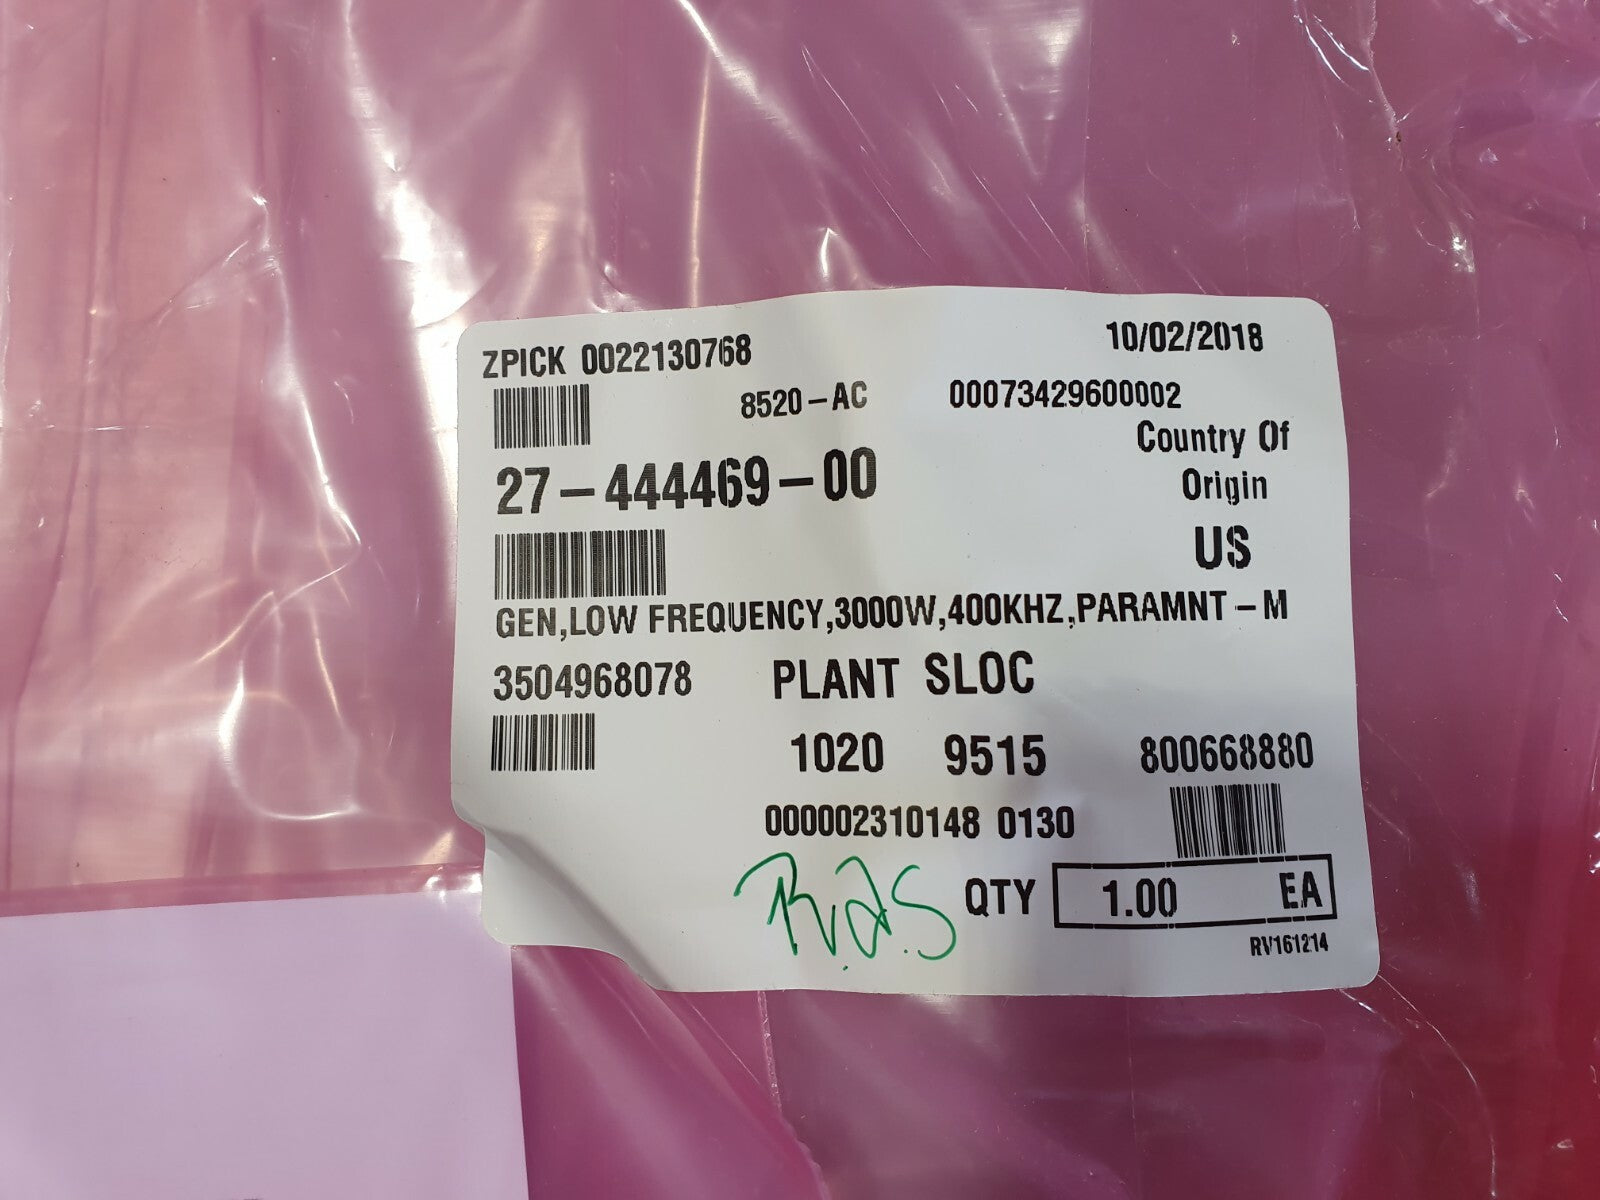 ZPICK 0022130768 10/02/2018
8520-AC 00073429600002
Country Of
Origin
27-444469-00
US
GEN,LOW FREQUENCY,3000W,400KHZ,PARAMNT-M
3504968078 PLANT SLOC
1020 9515 800668880
000002310148 0130
QTY 1.00 EA
RV161214